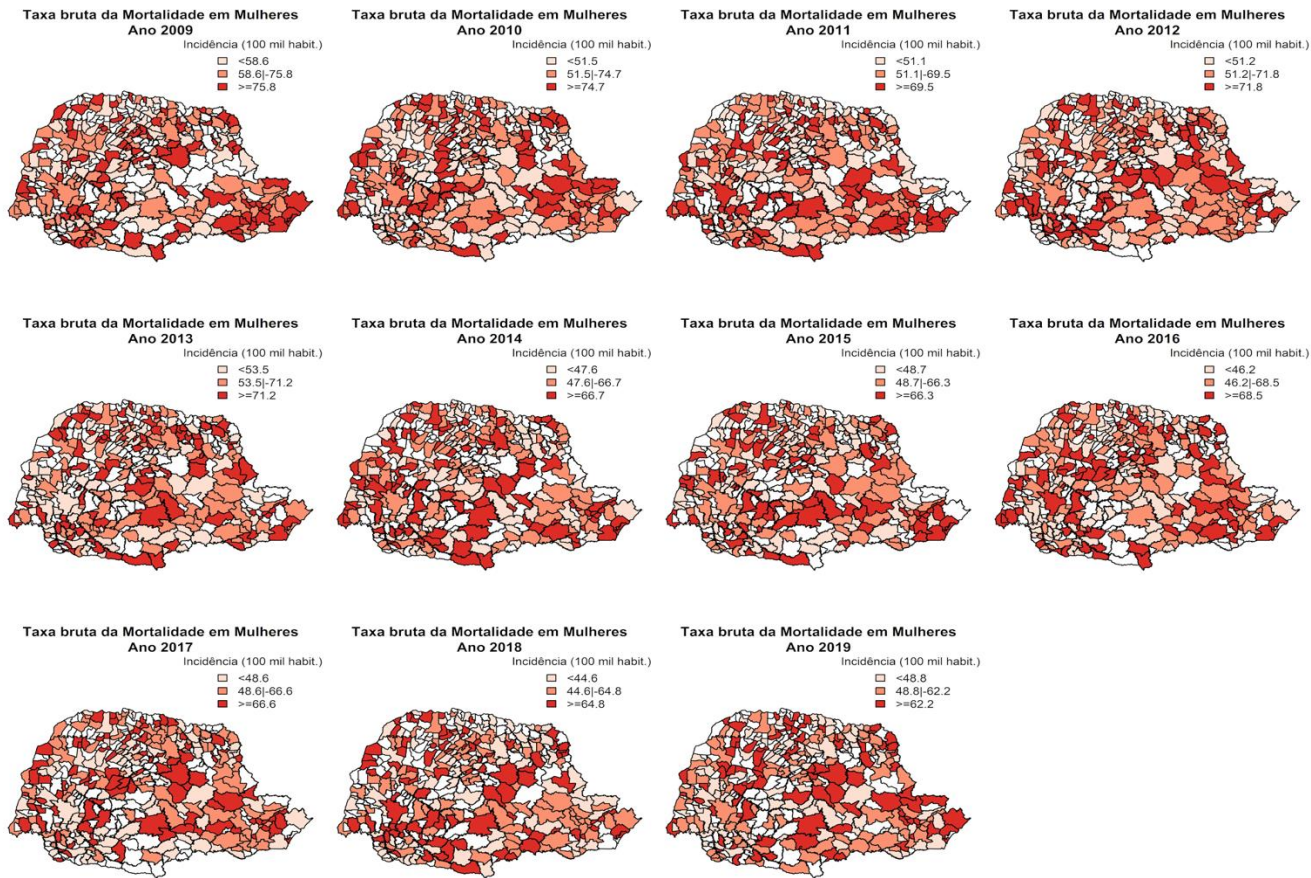 Taxa bruta da Mortalidade em Mulheres
Ano 2009
Incidência (100 mil habit.)
<58.6
58.6|-75.8
>=75.8
Taxa bruta da Mortalidade em Mulheres
Ano 2010
Incidência (100 mil habit.)
<51.5
51.5|-74.7
>=74.7
Taxa bruta da Mortalidade em Mulheres
Ano 2011
Incidência (100 mil habit.)
<51.1
51.1|-69.5
>=69.5
Taxa bruta da Mortalidade em Mulheres
Ano 2012
Incidência (100 mil habit.)
<51.2
51.2|-71.8
>=71.8
Taxa bruta da Mortalidade em Mulheres
Ano 2013
Incidência (100 mil habit.)
<53.5
53.5|-71.2
>=71.2
Taxa bruta da Mortalidade em Mulheres
Ano 2014
Incidência (100 mil habit.)
<47.6
47.6|-66.7
>=66.7
Taxa bruta da Mortalidade em Mulheres
Ano 2015
Incidência (100 mil habit.)
<48.7
48.7|-66.3
>=66.3
Taxa bruta da Mortalidade em Mulheres
Ano 2016
Incidência (100 mil habit.)
<46.2
46.2|-68.5
>=68.5
Taxa bruta da Mortalidade em Mulheres
Ano 2017
Incidência (100 mil habit.)
<48.6
48.6|-66.6
>=66.6
Taxa bruta da Mortalidade em Mulheres
Ano 2018
Incidência (100 mil habit.)
<44.6
44.6|-64.8
>=64.8
Taxa bruta da Mortalidade em Mulheres
Ano 2019
Incidência (100 mil habit.)
<48.8
48.8|-62.2
>=62.2